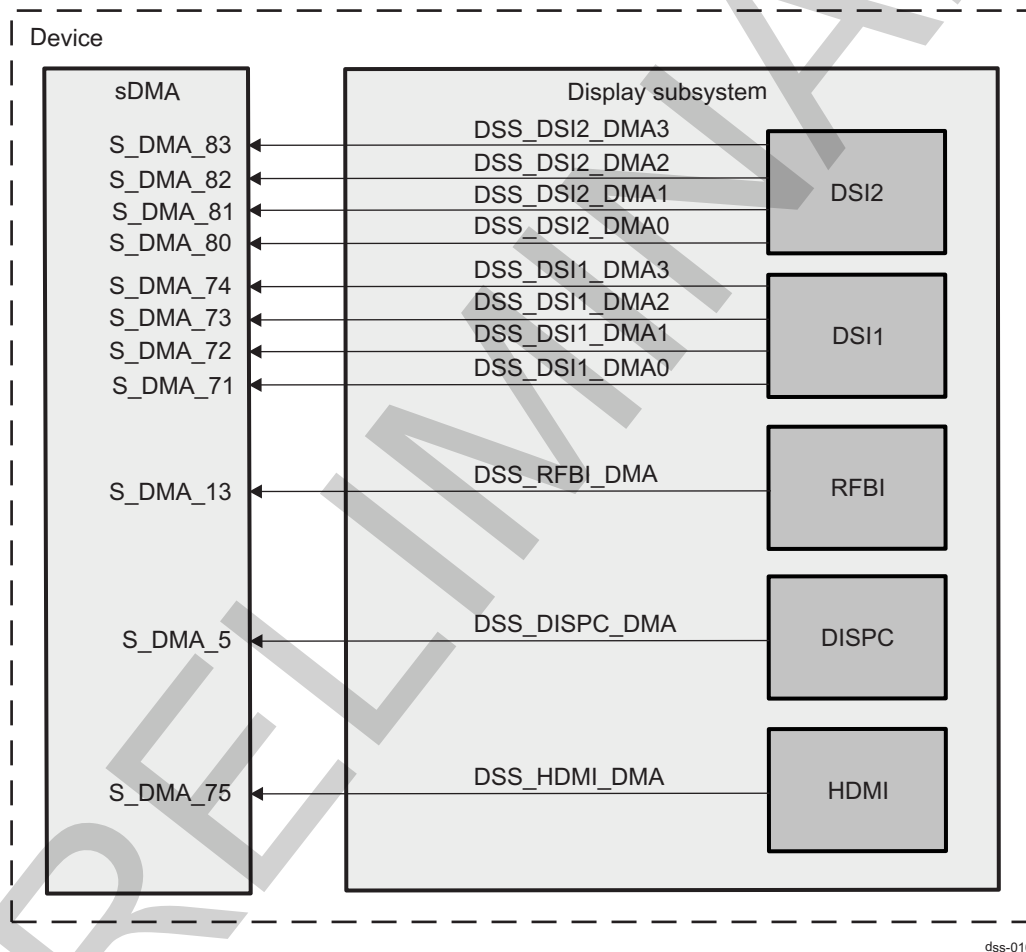 Device
sDMA
Display subsystem
S_DMA_83
DSS_DSI2_DMA3
S_DMA_82
DSS_DSI2_DMA2
S_DMA_81
DSS_DSI2_DMA1
S_DMA_80
DSS_DSI2_DMA0
DSI2
S_DMA_74
DSS_DSI1_DMA3
S_DMA_73
DSS_DSI1_DMA2
S_DMA_72
DSS_DSI1_DMA1
S_DMA_71
DSS_DSI1_DMA0
DSI1
S_DMA_13
DSS_RFBI_DMA
RFBI
S_DMA_5
DSS_DISPC_DMA
DISPC
S_DMA_75
DSS_HDMI_DMA
HDMI